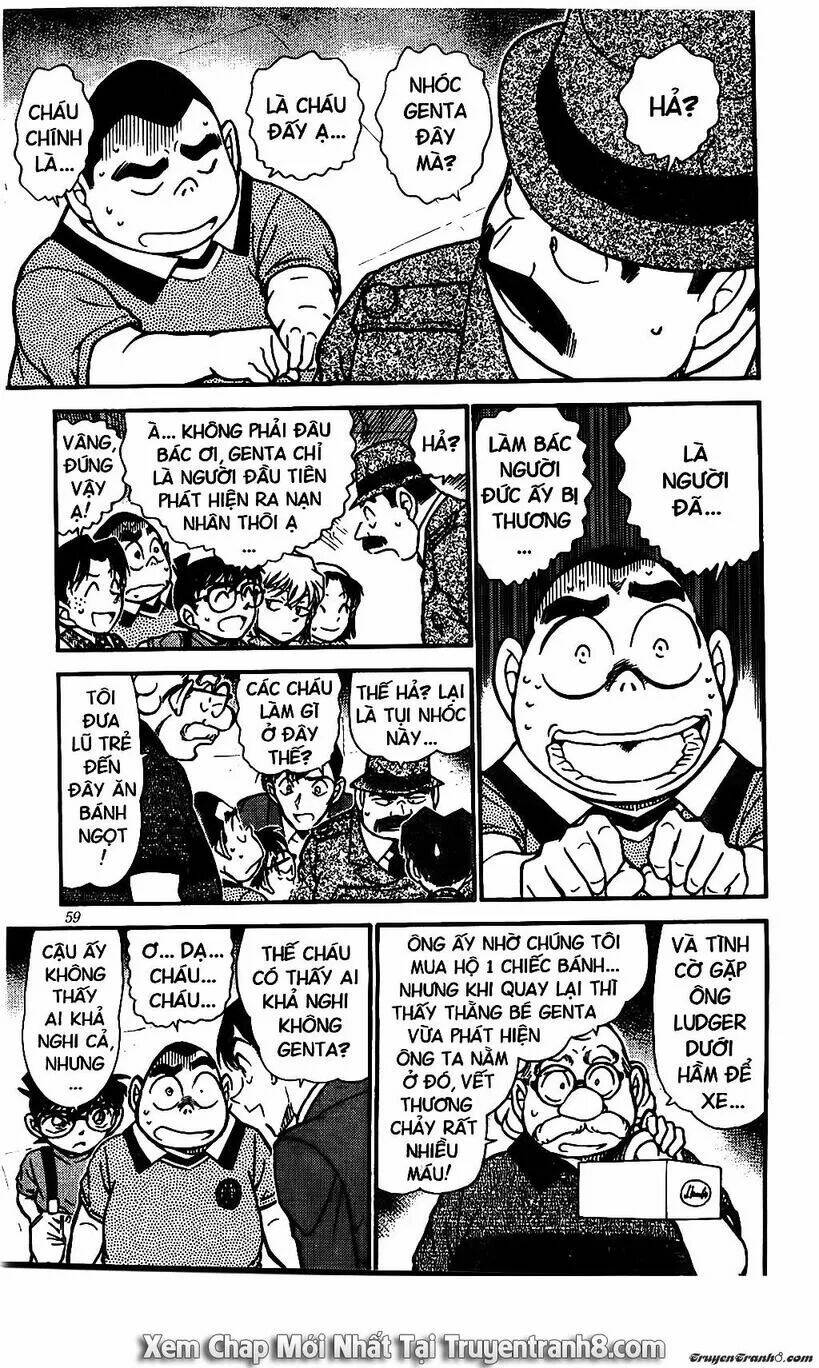 HẢ?
NHÓC
GENTA
ĐÂY
MÀ?
LÀ CHÁU
ĐẤY Ạ...
CHÁU
CHÍNH
LÀ...
LÀ
NGƯỜI
ĐÃ...
LÀM BÁC
NGƯỜI
ĐỨC ẤY BỊ
THƯƠNG
...
HẢ?
À... KHÔNG PHẢI ĐÂU
BÁC ƠI, GENTA CHỈ
LÀ NGƯỜI ĐẦU TIÊN
PHÁT HIỆN RA NẠN
NHÂN THÔI Ạ
...
VÂNG,
ĐÚNG
VẬY
Ạ!
THẾ HẢ? LẠI
LÀ TỤI NHÓC
NÀY...
CÁC CHÁU
LÀM GÌ
Ở ĐÂY
THẾ?
TÔI
ĐƯA
LŨ TRẺ
ĐẾN
ĐÂY ĂN
BÁNH
NGỌT
!
59
VÀ TÌNH
CỜ GẶP
ÔNG
LUDGER
DƯỚI
HẦM ĐỂ
XE...
ÔNG ẤY NHỜ CHÚNG TÔI
MUA HỘ 1 CHIẾC BÁNH...
NHƯNG KHI QUAY LẠI THÌ
THẤY THẰNG BÉ GENTA
VỪA PHÁT HIỆN
ÔNG TA NẰM
Ở ĐÓ, VẾT
THƯƠNG
CHẢY RẤT
NHIỀU
MÁU!
THẾ CHÁU
CÓ THẤY AI
KHẢ NGHI
KHÔNG
GENTA?
Ơ... DẠ...
CHÁU...
CHÁU...
CẬU ẤY
KHÔNG
THẤY
AI KHẢ
NGHI CẢ,
NHƯNG
...
Xem Chap Mới Nhất Tại Truyentranh8.com
TruyenTranh8.com